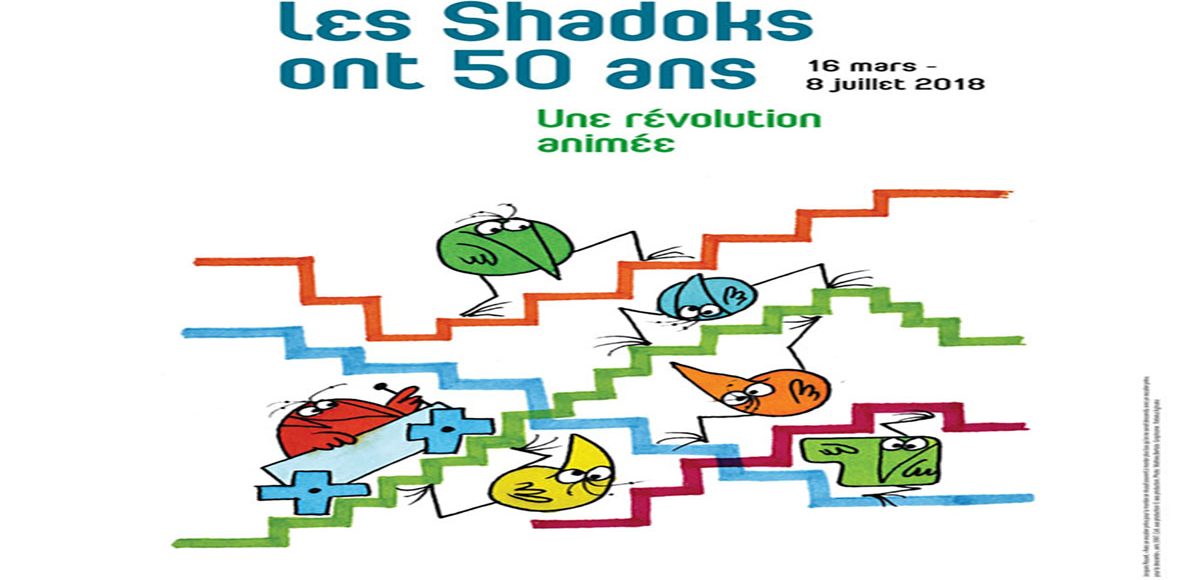 Les Shadoks
ont 50 ans
16 mars -
8 juillet 2018
Une révolution
animée